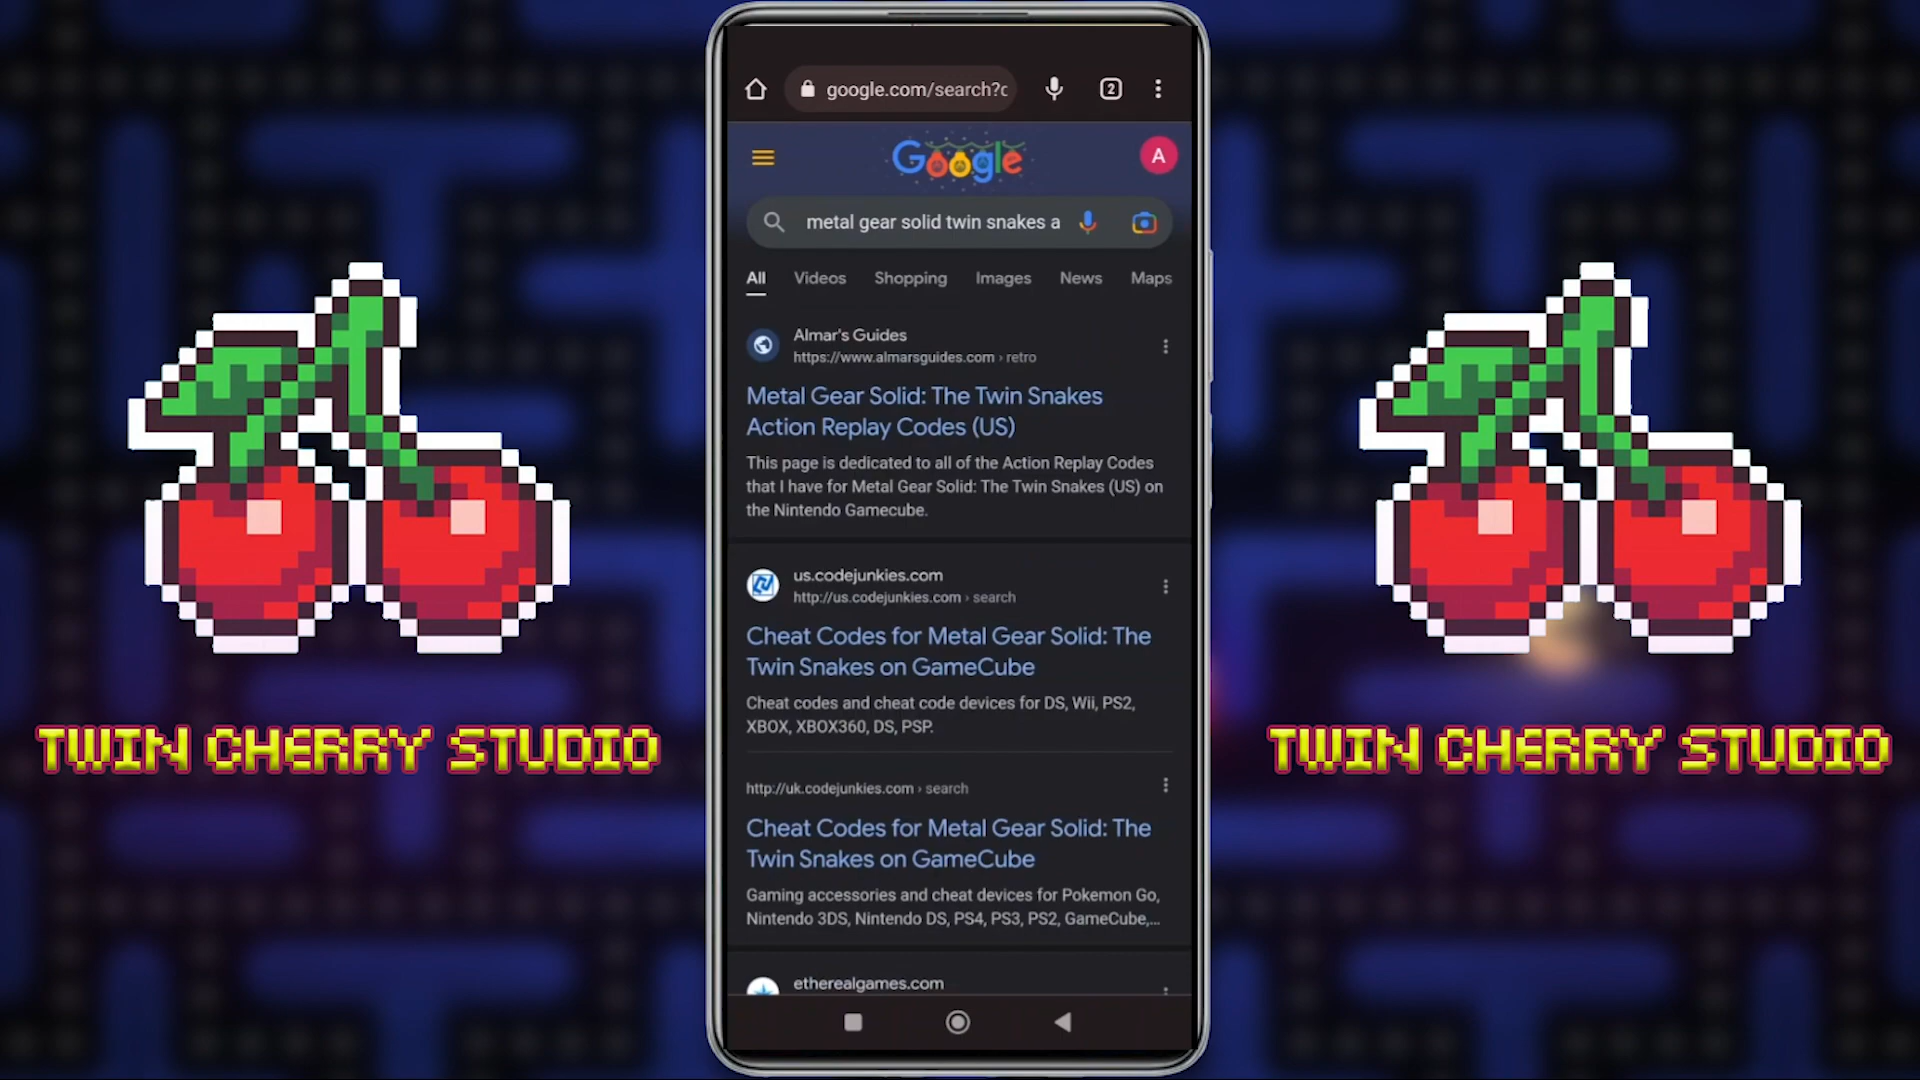 google.com/search?c
2
Google
A
metal gear solid twin snakes a
All Videos Shopping Images News Maps
Almar's Guides
https://www.almarsguides.com › retro
Metal Gear Solid: The Twin Snakes
Action Replay Codes (US)
This page is dedicated to all of the Action Replay Codes
that I have for Metal Gear Solid: The Twin Snakes (US) on
the Nintendo Gamecube.
us.codejunkies.com
http://us.codejunkies.com › search
Cheat Codes for Metal Gear Solid: The
Twin Snakes on GameCube
Cheat codes and cheat code devices for DS, Wii, PS2,
XBOX, XBOX360, DS, PSP.
http://uk.codejunkies.com › search
Cheat Codes for Metal Gear Solid: The
Twin Snakes on GameCube
Gaming accessories and cheat devices for Pokemon Go,
Nintendo 3DS, Nintendo DS, PS4, PS3, PS2, GameCube,...
etherealgames.com
TWIN CHERRY STUDIO
TWIN CHERRY STUDIO